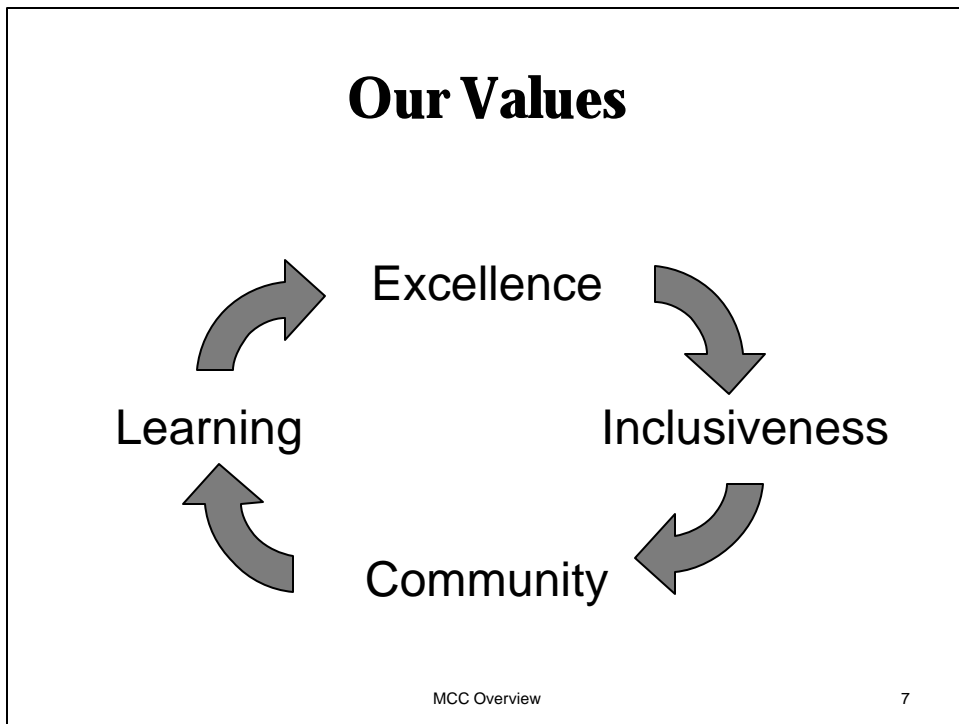 Our Values
Excellence
Learning
Inclusiveness
Community
MCC Overview
7